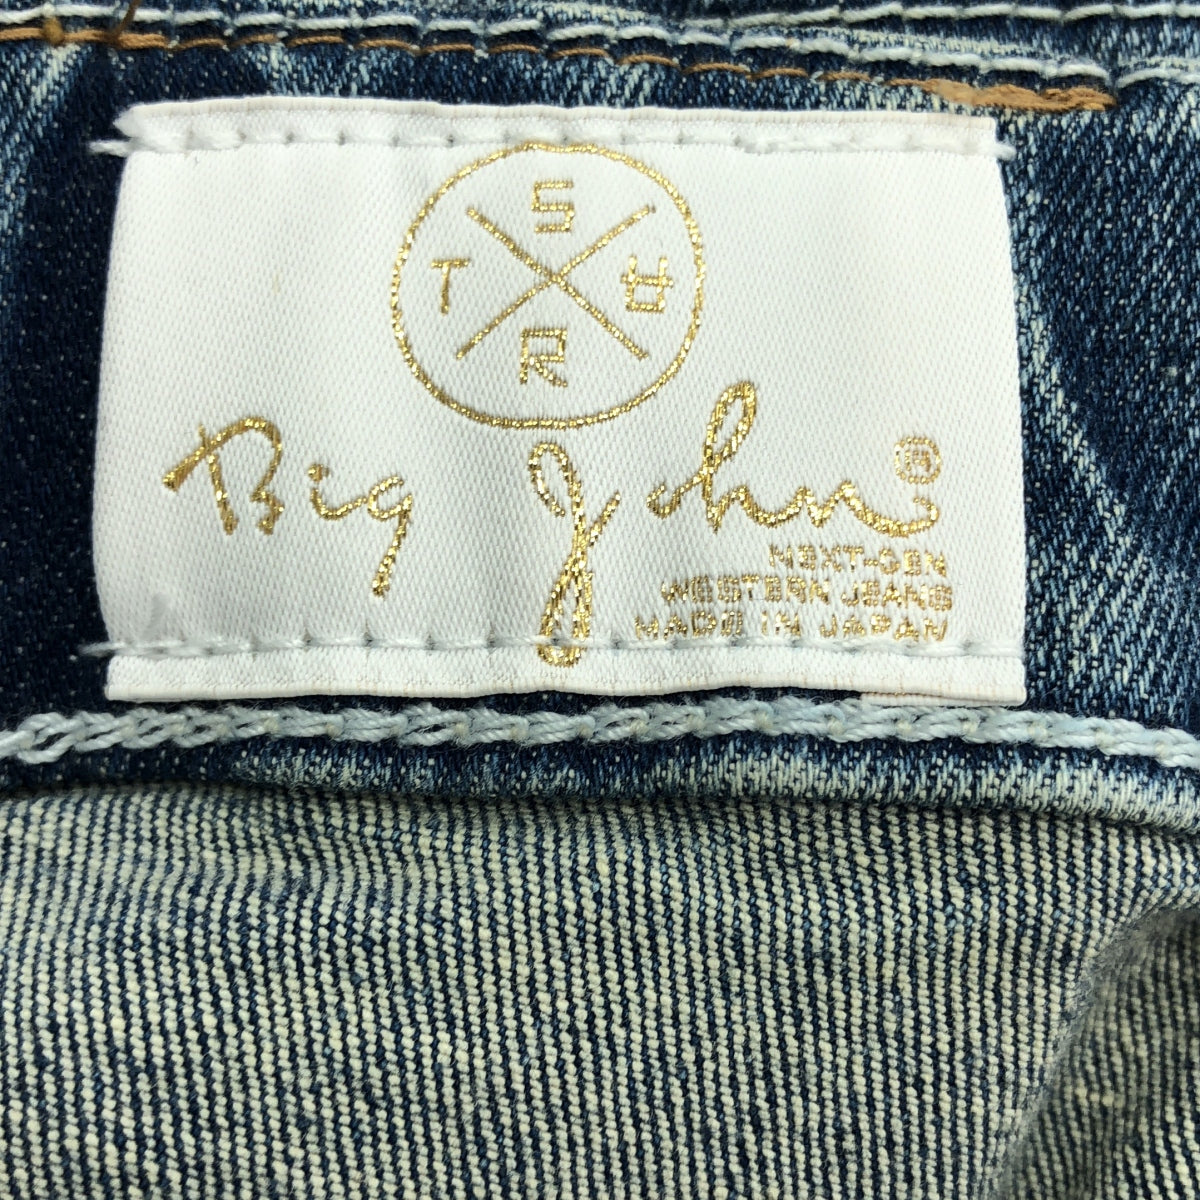 S
T A
R
Big John®
NEXT-GEN
WESTERN JEANS
MADE IN JAPAN